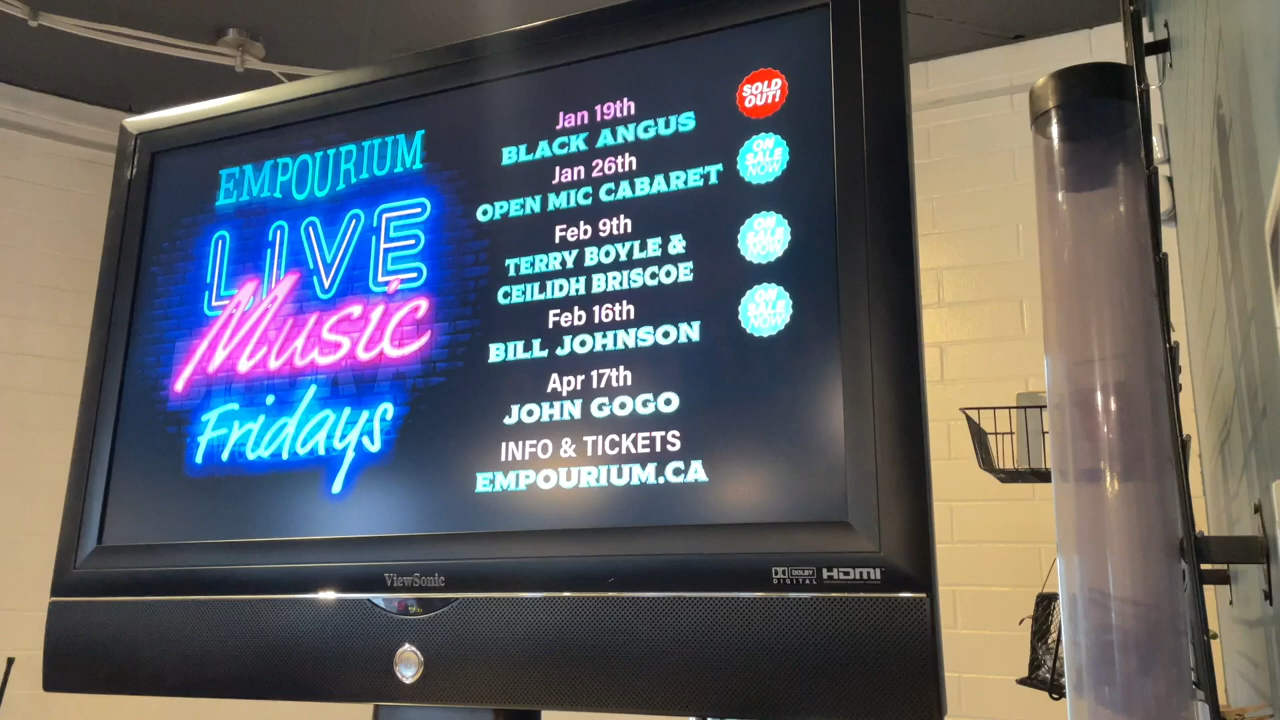 EMPOURIUM
LIVE
Music
Fridays
Jan 19th
BLACK ANGUS
SOLD
OUT!
Jan 26th
OPEN MIC CABARET
ON
SALE
NOW
Feb 9th
TERRY BOYLE &
CEILIDH BRISCOE
ON
SALE
NOW
Feb 16th
BILL JOHNSON
ON
SALE
NOW
Apr 17th
JOHN GOGO
INFO & TICKETS
EMPOURIUM.CA
ViewSonic
DOLBY
DIGITAL
HDMI